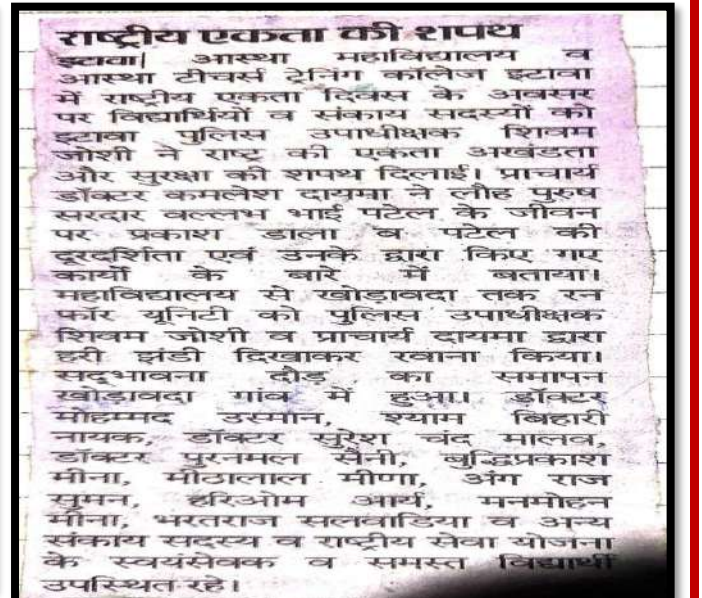 राष्ट्रीय एकता की शपथ
इटावा| आस्था महाविद्यालय व
आस्था टीचर्स ट्रेनिंग कॉलेज इटावा
में राष्ट्रीय एकता दिवस के अवसर
पर विद्यार्थियों व संकाय सदस्यों को
इटावा पुलिस उपाधीक्षक शिवम
जोशी ने राष्ट्र की एकता अखंडता
और सुरक्षा की शपथ दिलाई। प्राचार्य
डॉक्टर कमलेश दायमा ने लौह पुरुष
सरदार वल्लभ भाई पटेल के जीवन
पर प्रकाश डाला व पटेल की
दूरदर्शिता एवं उनके द्वारा किए गए
कार्यों के बारे में बताया।
महाविद्यालय से खोड़ावदा तक रन
फॉर यूनिटी को पुलिस उपाधीक्षक
शिवम जोशी व प्राचार्य दायमा द्वारा
हरी झंडी दिखाकर रवाना किया।
सद्भावना दौड़ का समापन
खोड़ावदा गांव में हुआ। डॉक्टर
मोहम्मद उस्मान, श्याम बिहारी
नायक, डॉक्टर सुरेश चंद मालव,
डॉक्टर पुरनमल सैनी, बुद्धिप्रकाश
मीना, मीठालाल मीणा, अंग राज
सुमन, हरिओम आर्य, मनमोहन
मीना, भरतराज सलवाडिया व अन्य
संकाय सदस्य व राष्ट्रीय सेवा योजना
के स्वयंसेवक व समस्त विद्यार्थी
उपस्थित रहे।